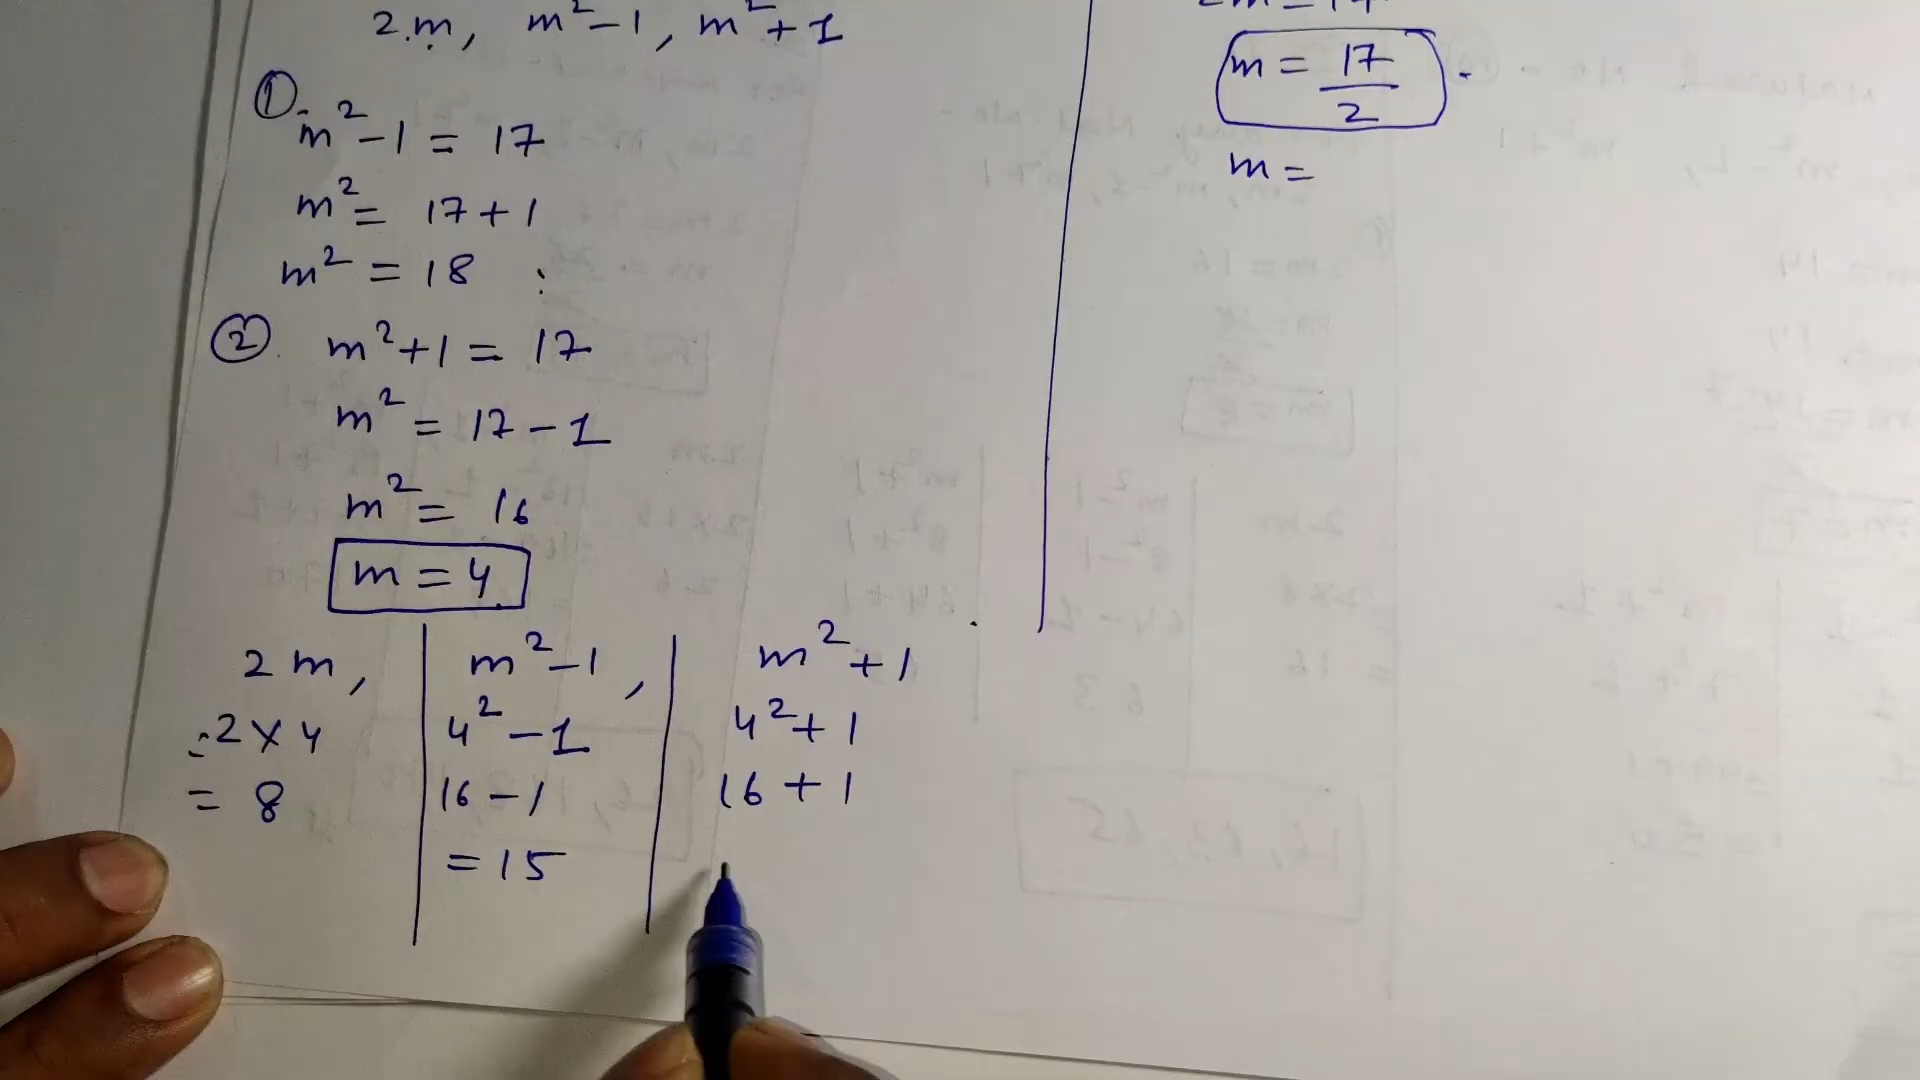 2.m, m²-1, m²+1
①.
m²-1 = 17
m² = 17+1
m² = 18
② m²+1 = 17
m² = 17-1
m² = 16
m = 4
2m, m²-1, m²+1
=2×4 4²-1 4²+1
= 8 16-1 16+1
= 15
m = 17/2
m =